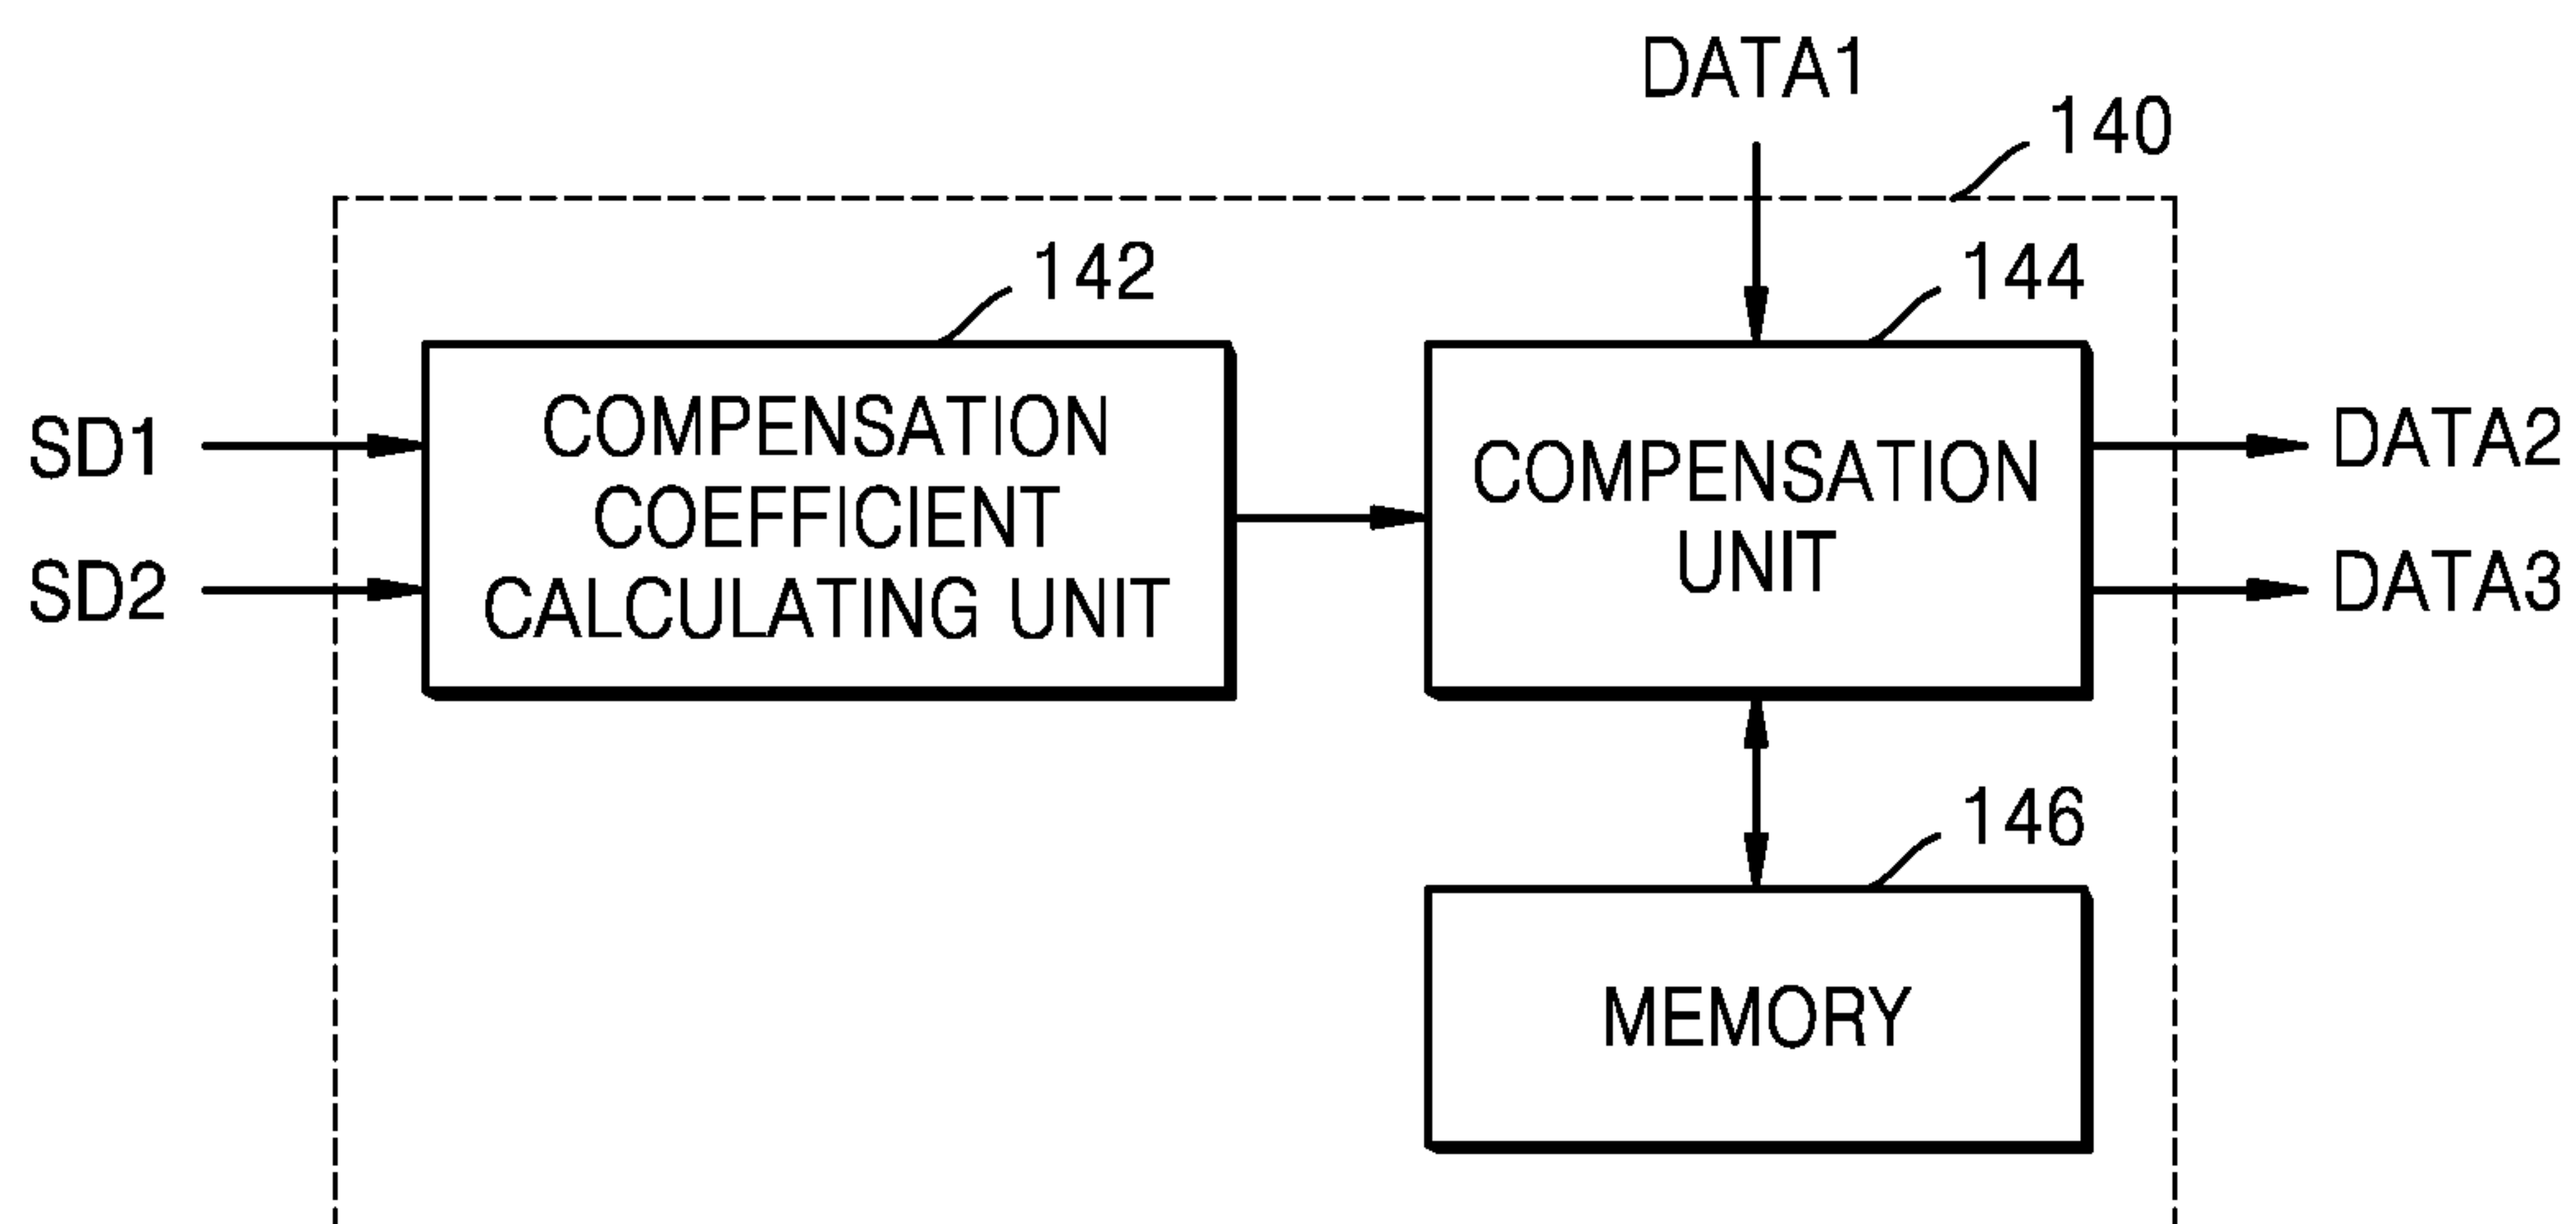 DATA1
140
142
144
SD1
SD2
COMPENSATION
COEFFICIENT
CALCULATING UNIT
COMPENSATION
UNIT
DATA2
DATA3
146
MEMORY